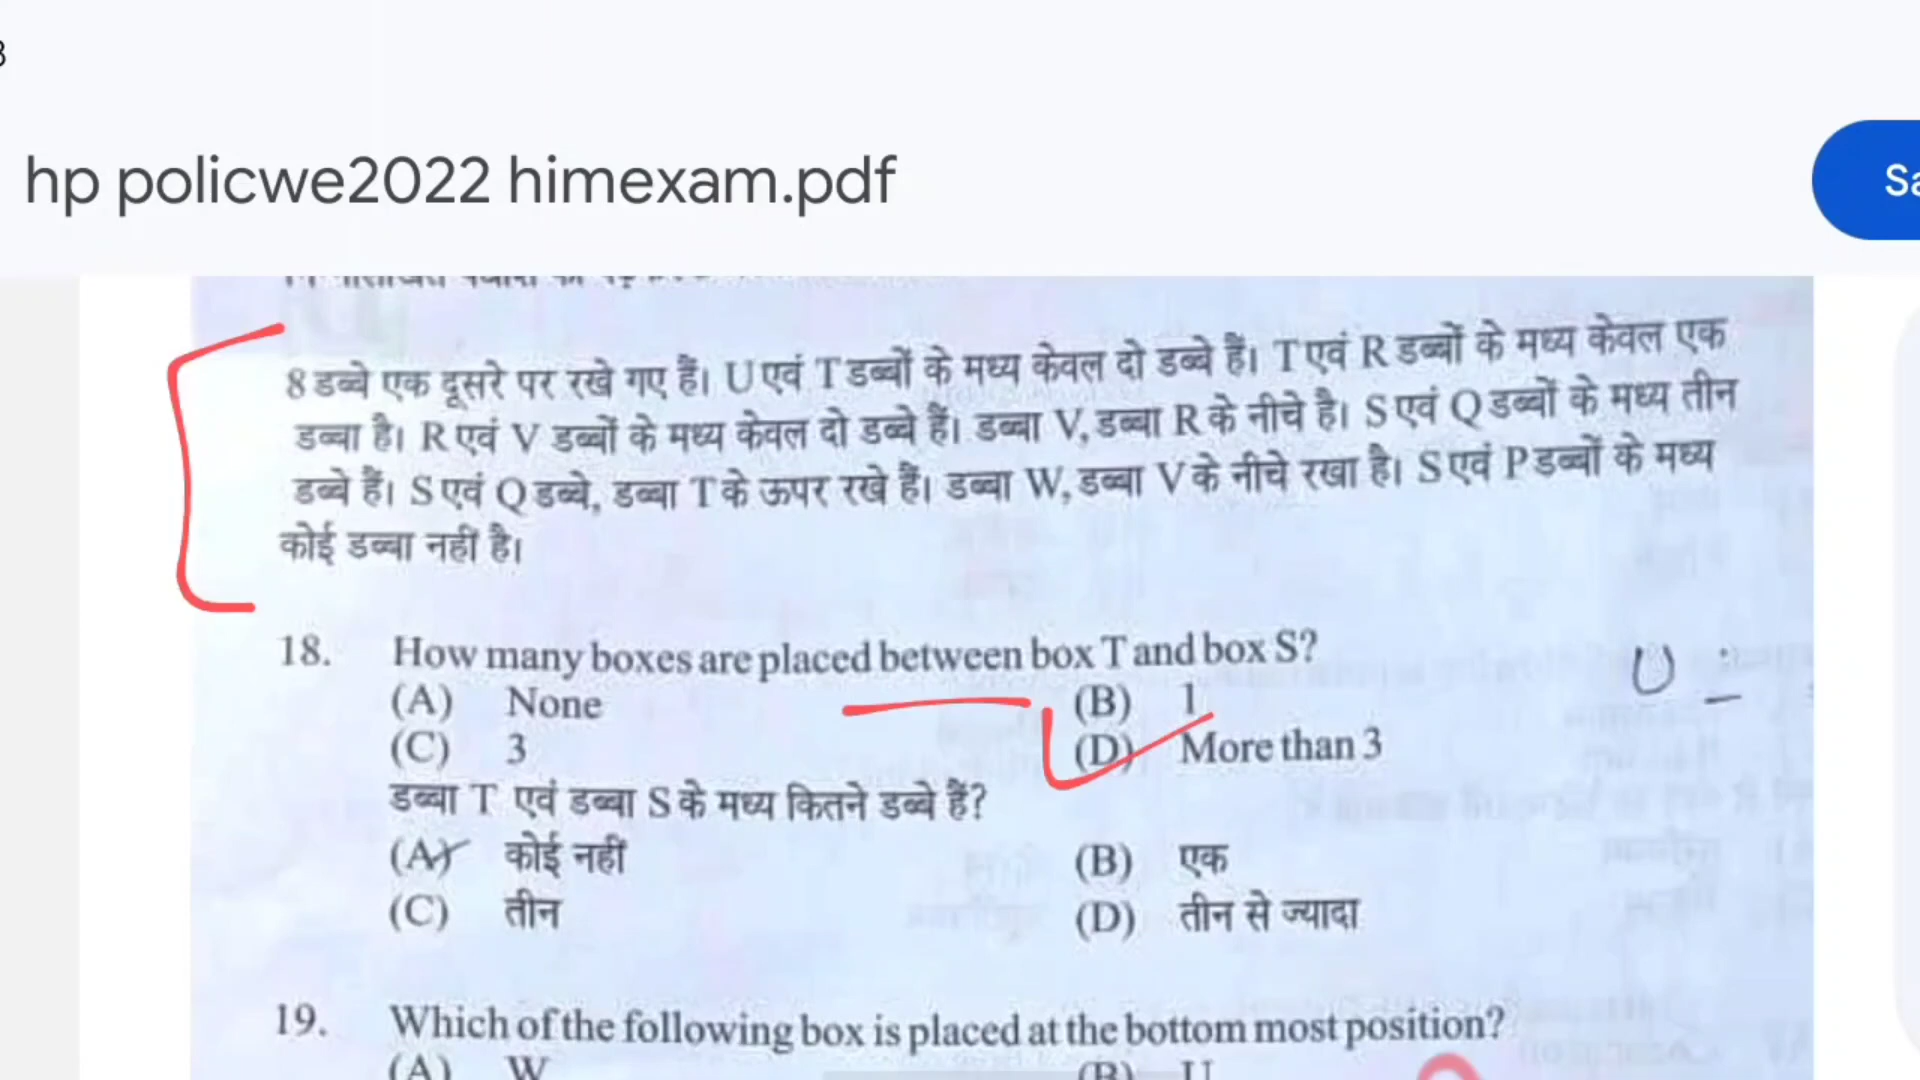 hp policwe2022 himexam.pdf
8 डब्बे एक दूसरे पर रखे गए हैं। U एवं T डब्बों के मध्य केवल दो डब्बे हैं। T एवं R डब्बों के मध्य केवल एक
डब्बा है। R एवं V डब्बों के मध्य केवल दो डब्बे हैं। डब्बा V, डब्बा R के नीचे है। S एवं Q डब्बों के मध्य तीन
डब्बे हैं। S एवं Q डब्बे, डब्बा T के ऊपर रखे हैं। डब्बा W, डब्बा V के नीचे रखा है। S एवं P डब्बों के मध्य
कोई डब्बा नहीं है।
18. How many boxes are placed between box T and box S?
(A) None (B) 1
(C) 3 (D) More than 3
डब्बा T एवं डब्बा S के मध्य कितने डब्बे हैं?
(A) कोई नहीं (B) एक
(C) तीन (D) तीन से ज्यादा
19. Which of the following box is placed at the bottom most position?
(A) W (B) U